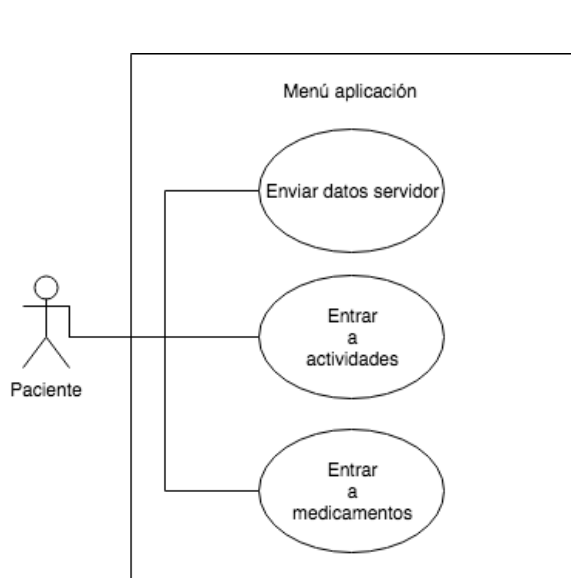 Menú aplicación
Enviar datos servidor
Entrar
a
actividades
Paciente
Entrar
a
medicamentos